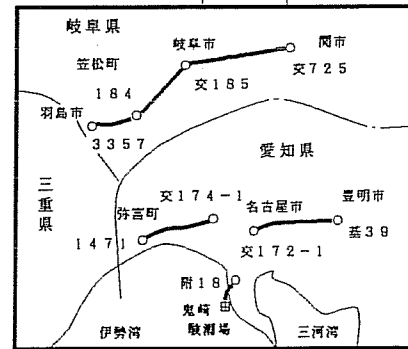 岐阜県
岐阜市
関市
笠松町
184
交185
交725
羽島市
3357
愛知県
三重県
弥富町
交174-1
名古屋市
豊明市
1471
交172-1
基39
附18
鬼崎
験潮場
伊勢湾
三河湾